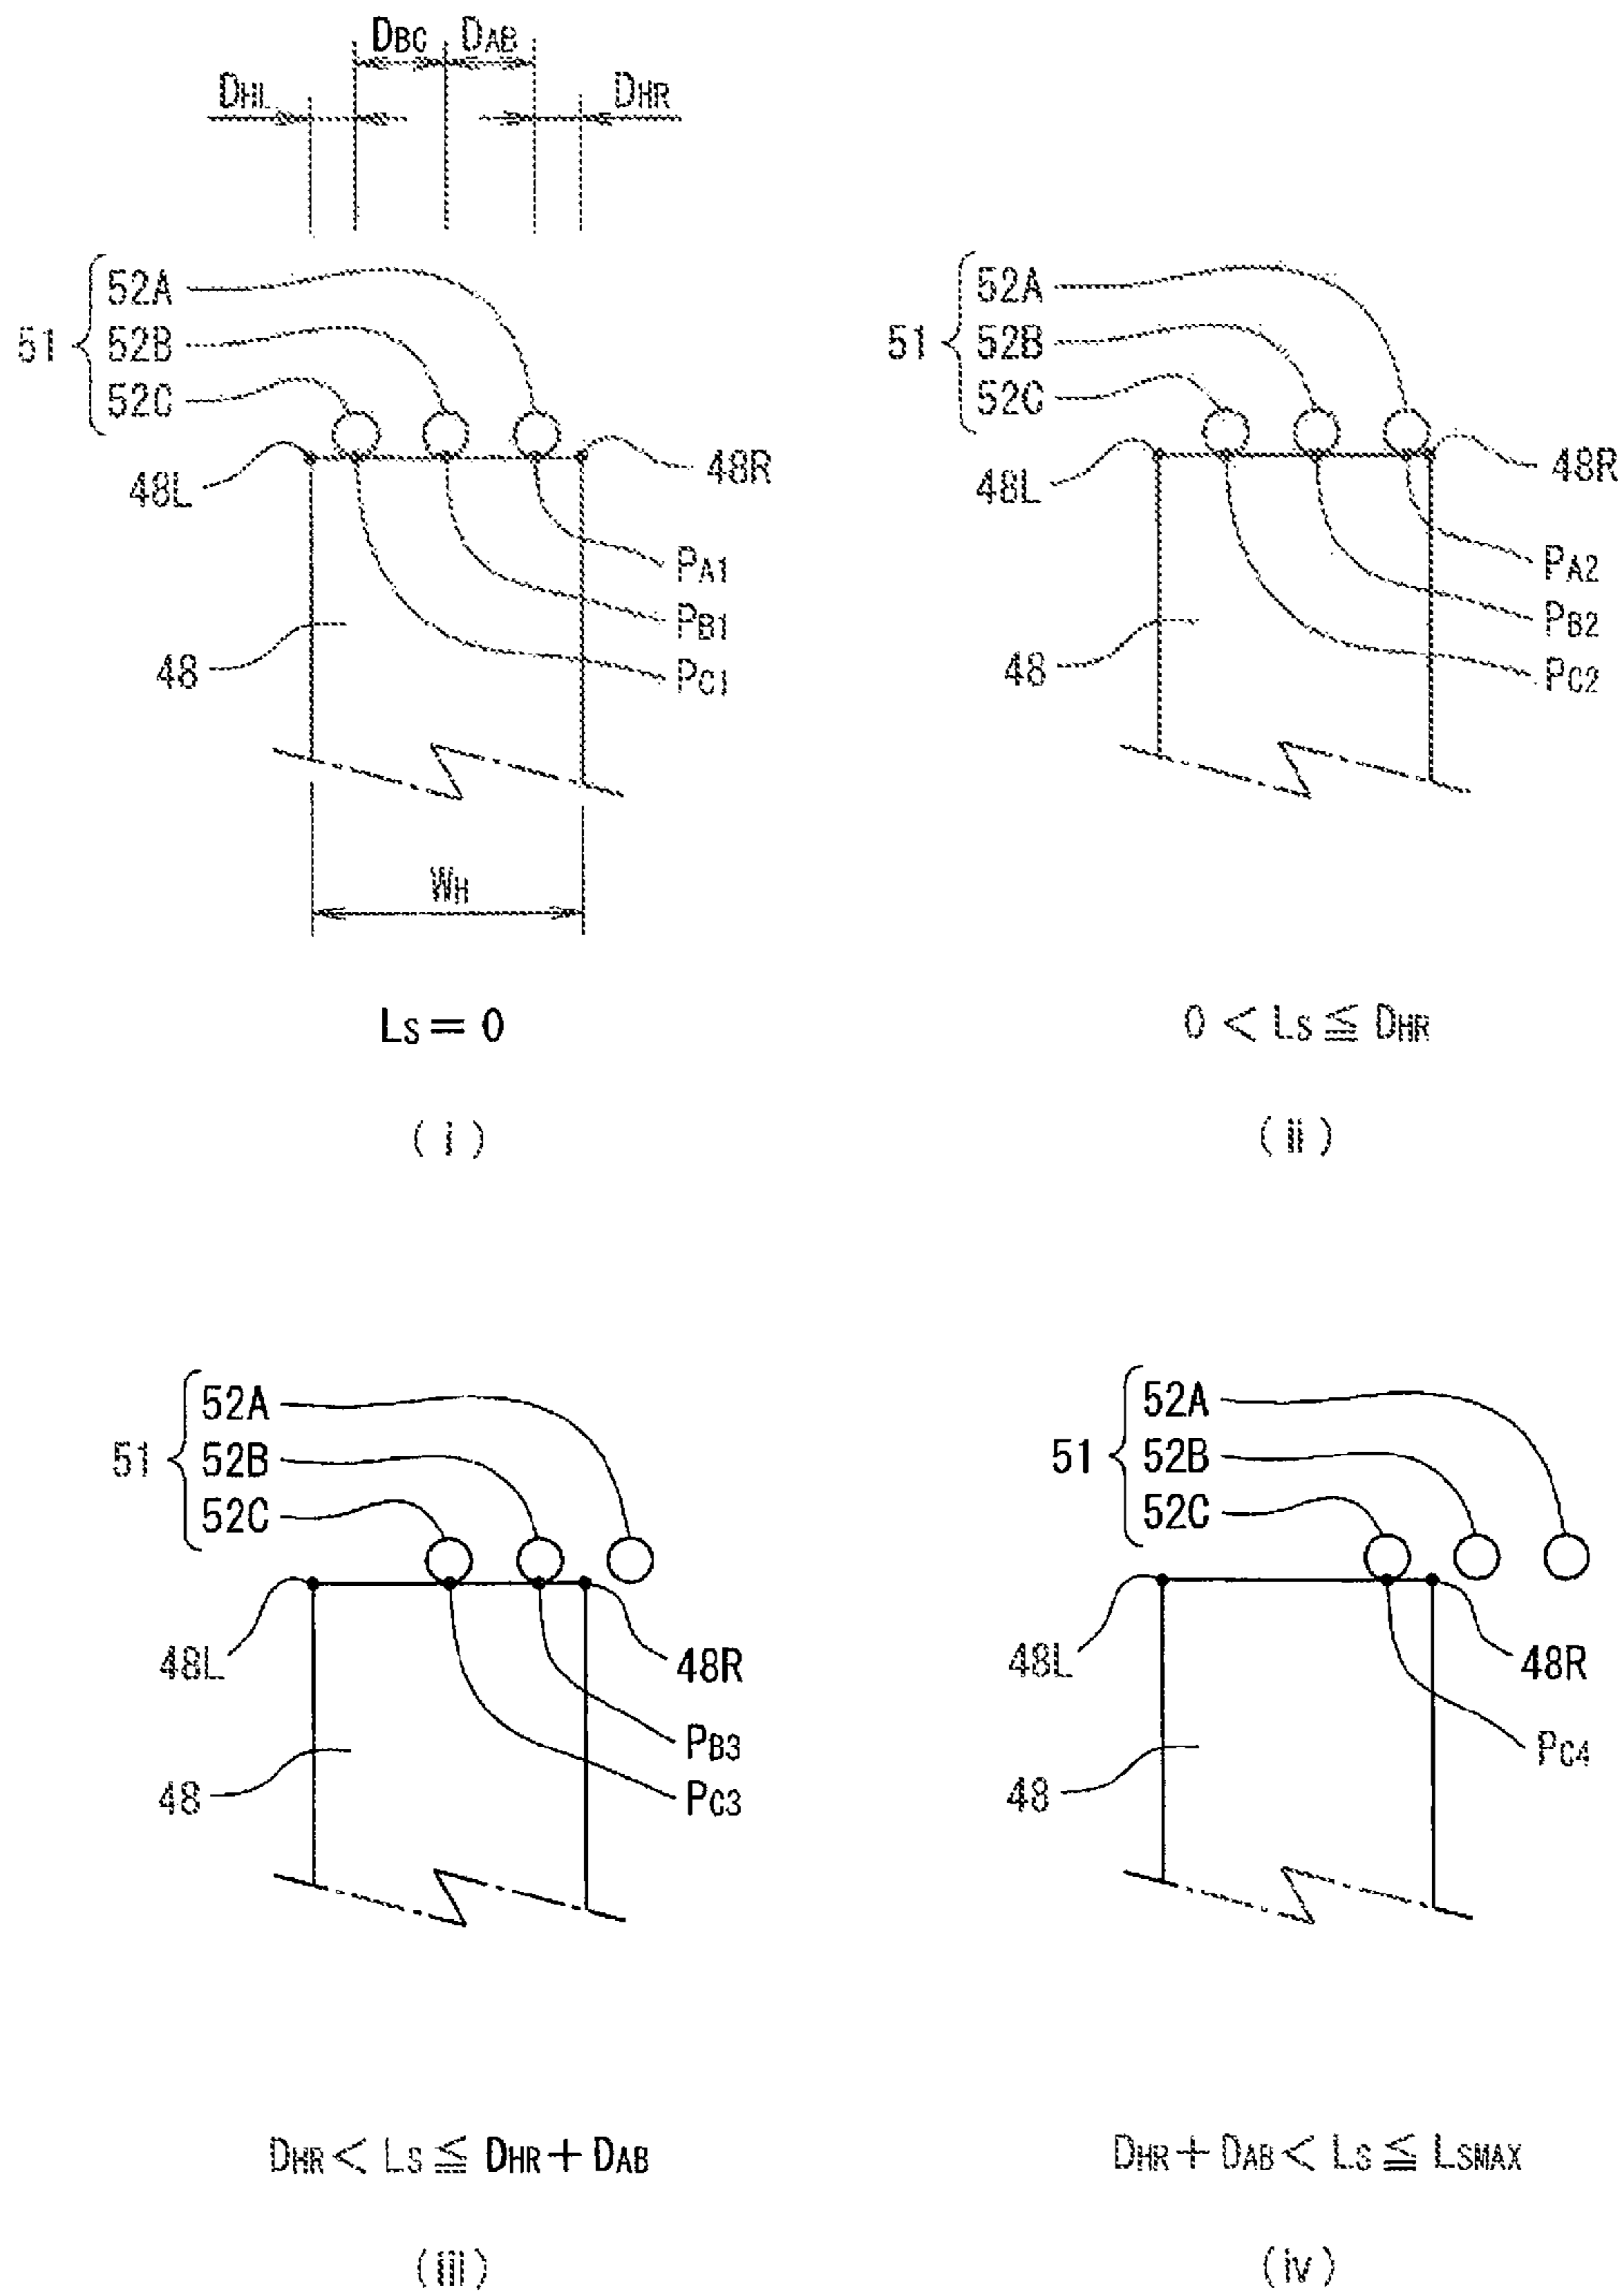 DBC DAB
DHL DHR
51 { 52A
52B
52C
48L 48R
PA1
PB1
48 PC1
WH
LS = 0
( i )
51 { 52A
52B
52C
48L 48R
PA2
PB2
48 PC2
0 < LS ≦ DHR
( ii )
51 { 52A
52B
52C
48L 48R
PB3
48 PC3
DHR < LS ≦ DHR + DAB
( iii )
51 { 52A
52B
52C
48L 48R
PC4
48
DHR + DAB < LS ≦ LSMAX
( iv )